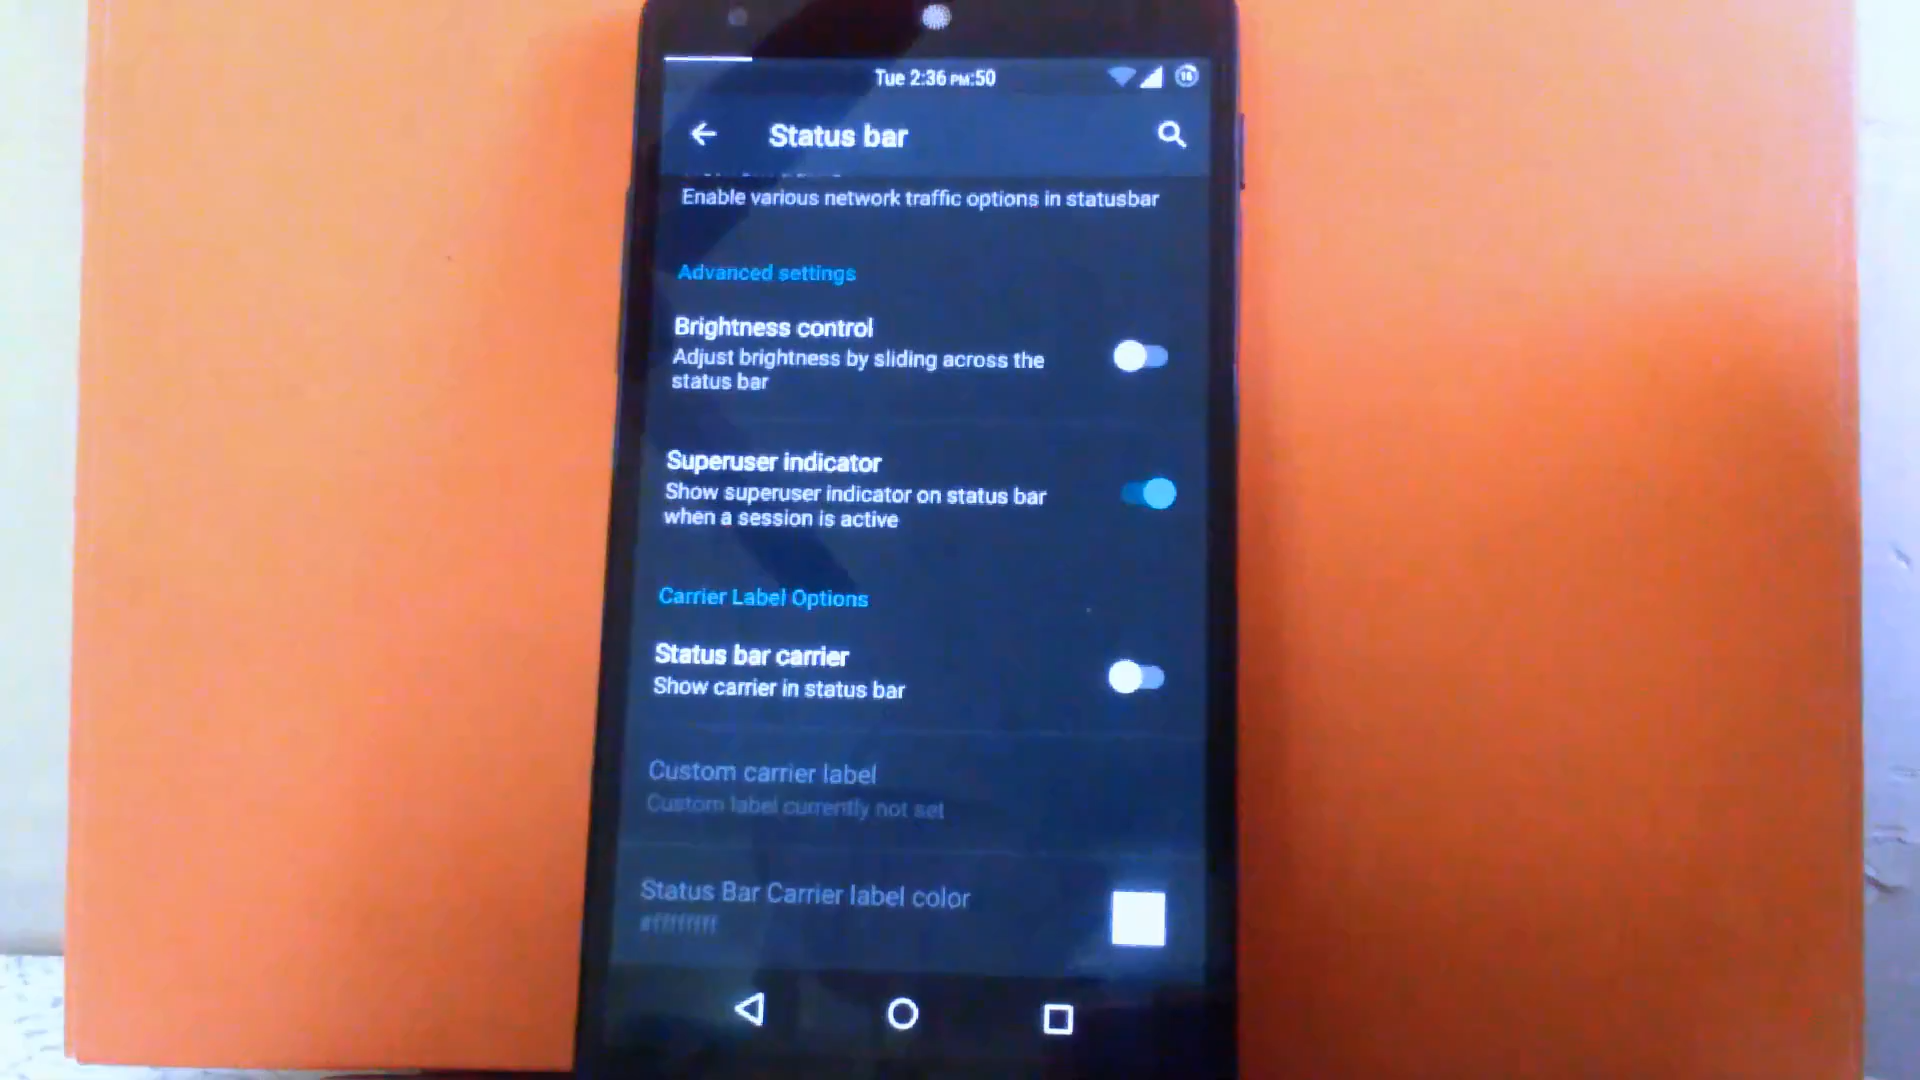 Tue 2:36 PM:50
16
Status bar
Enable various network traffic options in statusbar
Advanced settings
Brightness control
Adjust brightness by sliding across the
status bar
Superuser indicator
Show superuser indicator on status bar
when a session is active
Carrier Label Options
Status bar carrier
Show carrier in status bar
Custom carrier label
Custom label currently not set
Status Bar Carrier label color
#ffffffff